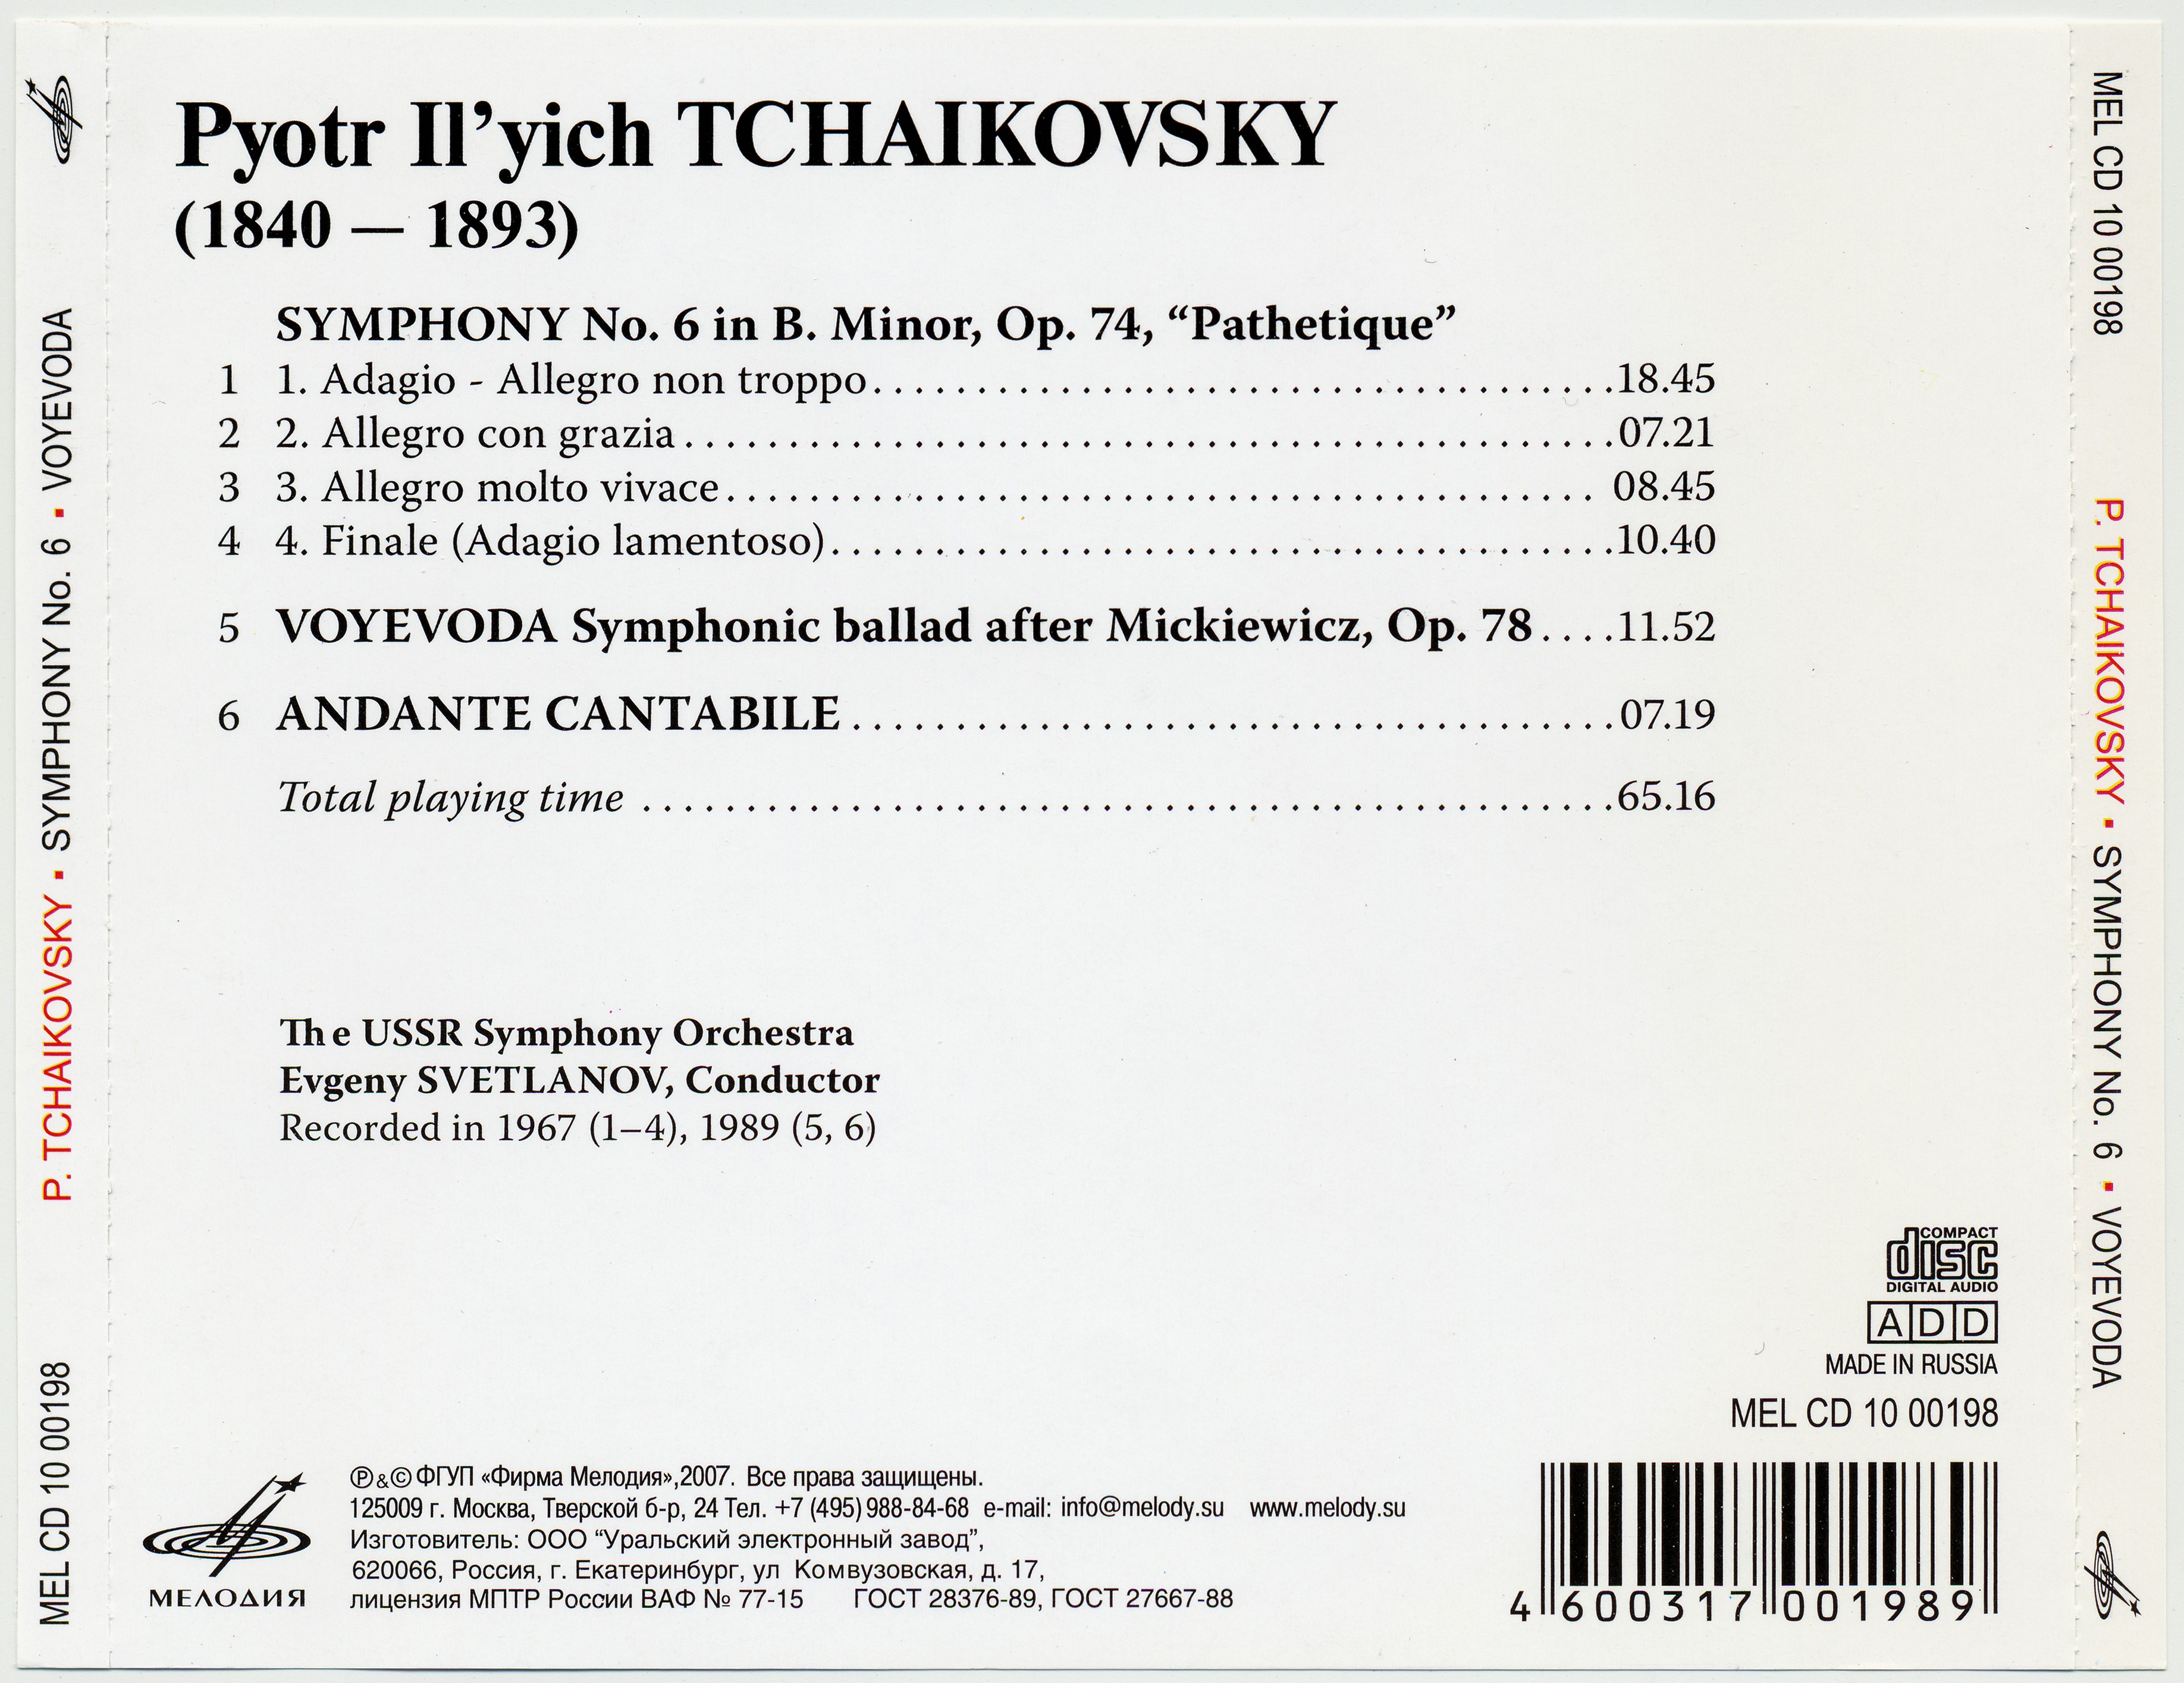 Pyotr Il’yich TCHAIKOVSKY
(1840 — 1893)
SYMPHONY No. 6 in B. Minor, Op. 74, “Pathetique”
1 1. Adagio - Allegro non troppo. . . . . . . . . . . . . . . . . . . . . . . . . . . . . . . . . . . .18.45
2 2. Allegro con grazia . . . . . . . . . . . . . . . . . . . . . . . . . . . . . . . . . . . . . . . . . . . . .07.21
3 3. Allegro molto vivace . . . . . . . . . . . . . . . . . . . . . . . . . . . . . . . . . . . . . . . . . . 08.45
4 4. Finale (Adagio lamentoso) . . . . . . . . . . . . . . . . . . . . . . . . . . . . . . . . . . . . . .10.40
5 VOYEVODA Symphonic ballad after Mickiewicz, Op. 78 . . . .11.52
6 ANDANTE CANTABILE . . . . . . . . . . . . . . . . . . . . . . . . . . . . . . . . . . . . .07.19
Total playing time . . . . . . . . . . . . . . . . . . . . . . . . . . . . . . . . . . . . . . . . . . . . . . .65.16
The USSR Symphony Orchestra
Evgeny SVETLANOV, Conductor
Recorded in 1967 (1–4), 1989 (5, 6)
COMPACT
disc
DIGITAL AUDIO
ADD
MADE IN RUSSIA
MEL CD 10 00198
℗&© ФГУП «Фирма Мелодия»,2007. Все права защищены.
125009 г. Москва, Тверской б-р, 24 Тел. +7 (495) 988-84-68 e-mail: info@melody.su www.melody.su
Изготовитель: ООО “Уральский электронный завод”,
620066, Россия, г. Екатеринбург, ул Комвузовская, д. 17,
лицензия МПТР России ВАФ № 77-15 ГОСТ 28376-89, ГОСТ 27667-88
МЕЛОДИЯ
4 600317 001989
MEL CD 10 00198 P. TCHAIKOVSKY ▪ SYMPHONY No. 6 ▪ VOYEVODA
MEL CD 10 00198 P. TCHAIKOVSKY ▪ SYMPHONY No. 6 ▪ VOYEVODA